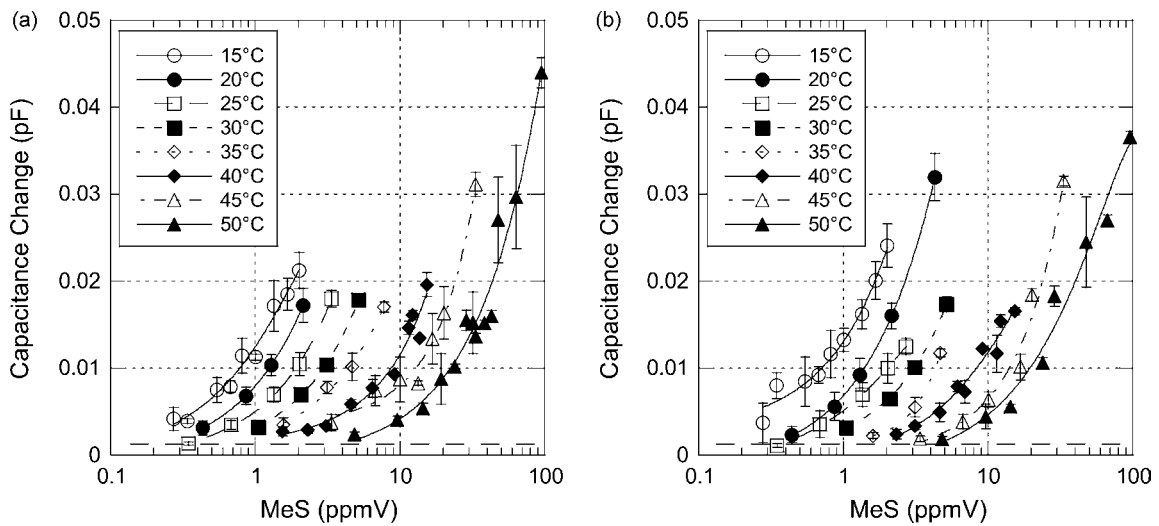 (a)
Capacitance Change (pF)
0.05
0.04
0.03
0.02
0.01
0
15°C
20°C
25°C
30°C
35°C
40°C
45°C
50°C
0.1 1 10 100
MeS (ppmV)
(b)
Capacitance Change (pF)
0.05
0.04
0.03
0.02
0.01
0
15°C
20°C
25°C
30°C
35°C
40°C
45°C
50°C
0.1 1 10 100
MeS (ppmV)